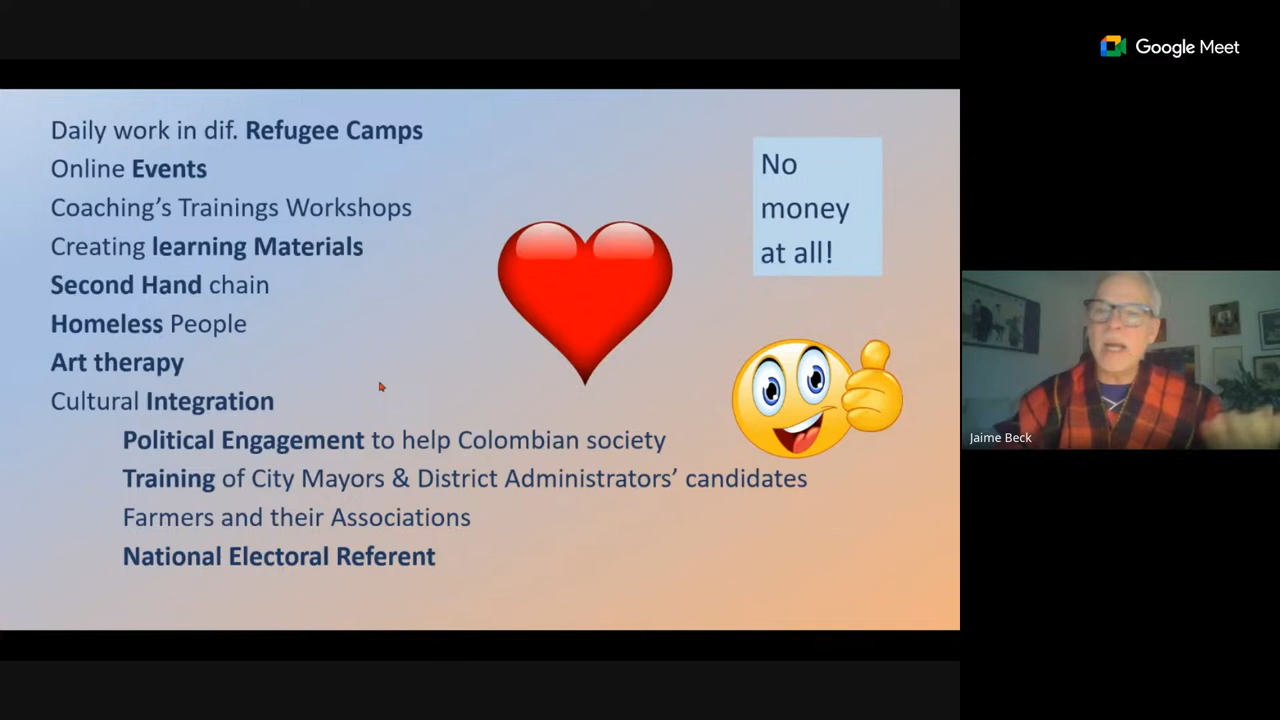 Google Meet
Daily work in dif. Refugee Camps
Online Events
Coaching’s Trainings Workshops
Creating learning Materials
Second Hand chain
Homeless People
Art therapy
Cultural Integration
Political Engagement to help Colombian society
Training of City Mayors & District Administrators’ candidates
Farmers and their Associations
National Electoral Referent
No
money
at all!
Jaime Beck